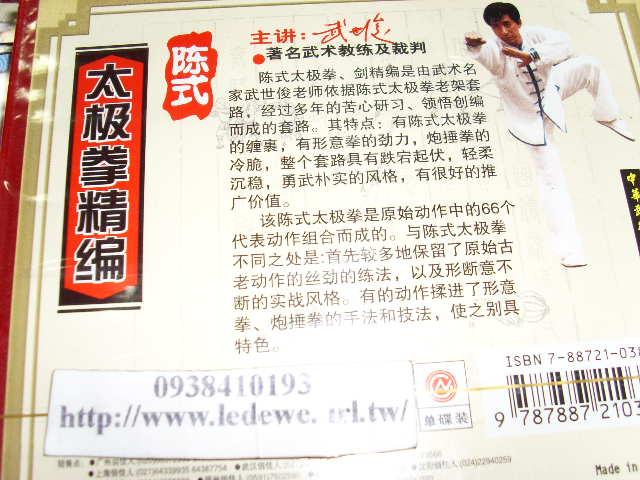 陈式
太极拳精编
主讲:
●著名武术教练及裁判
陈式太极拳、剑精编是由武术名
家武世俊老师依据陈式太极拳老架套
路，经过多年的苦心研习、领悟创编
而成的套路。其特点：有陈式太极拳
的缠裹，有形意拳的劲力，炮捶拳的
冷脆，整个套路具有跌宕起伏，轻柔
沉稳，勇武朴实的风格，有很好的推
广价值。
该陈式太极拳是原始动作中的66个
代表动作组合而成的。与陈式太极拳
不同之处是:首先较多地保留了原始古
老动作的丝劲的练法，以及形断意不
断的实战风格。有的动作揉进了形意
拳、炮捶拳的手法和技法，使之别具
特色。
ISBN 7-88721-03
9 787887 2103
单碟装
0938410193
Made in